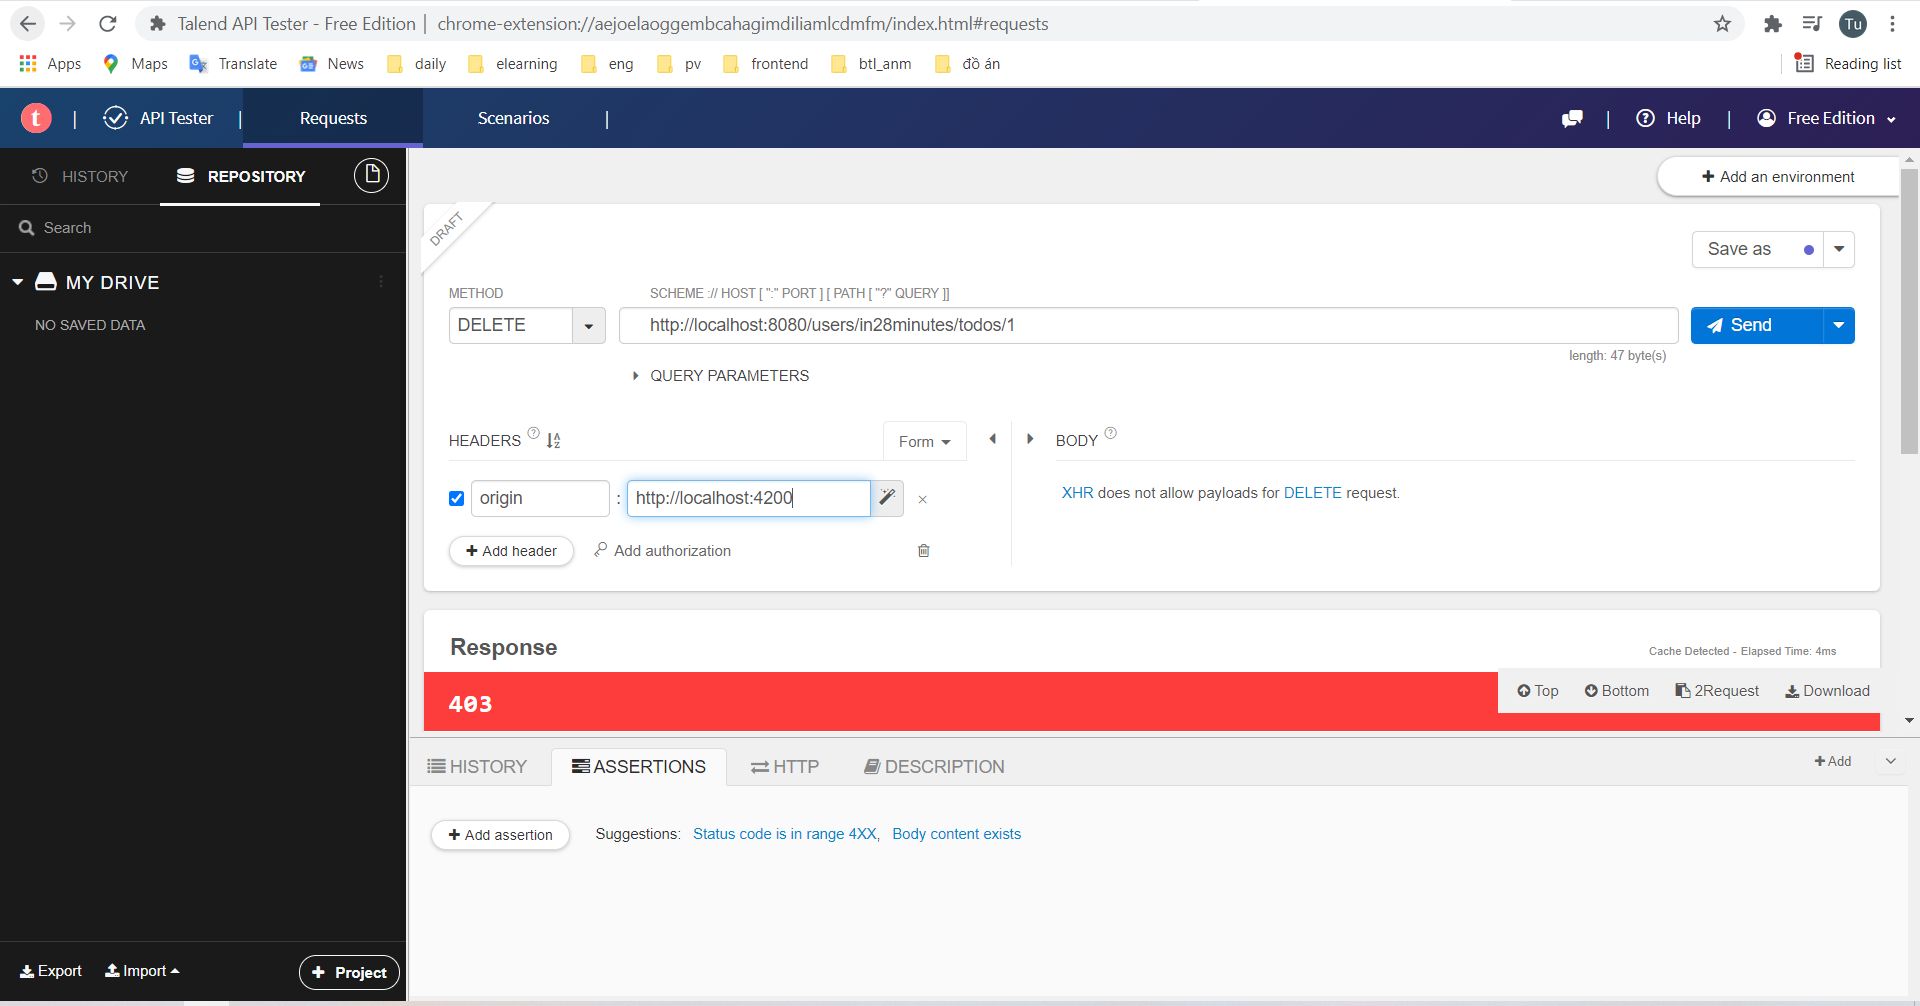 Talend API Tester - Free Edition | chrome-extension://aejoelaoggembcahagimdiliamlcdmfm/index.html#requests
Tu
Apps Maps Translate News daily elearning eng pv frontend btl_anm đồ án Reading list
t | API Tester | Requests Scenarios | | Help | Free Edition
HISTORY REPOSITORY
Add an environment
Search
DRAFT
Save as
MY DRIVE
NO SAVED DATA
METHOD SCHEME :// HOST [ ":" PORT ] [ PATH [ "?" QUERY ]]
DELETE http://localhost:8080/users/in28minutes/todos/1 Send
length: 47 byte(s)
QUERY PARAMETERS
HEADERS ? Form BODY ?
origin : http://localhost:4200 ×
XHR does not allow payloads for DELETE request.
Add header Add authorization
Response
Cache Detected - Elapsed Time: 4ms
403
Top Bottom 2Request Download
HISTORY ASSERTIONS HTTP DESCRIPTION Add
Add assertion Suggestions: Status code is in range 4XX, Body content exists
Export Import Project